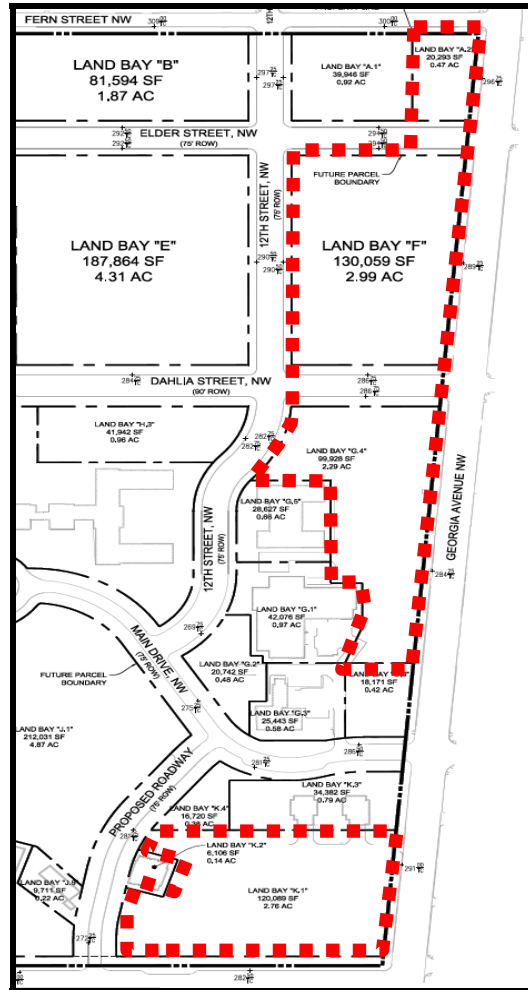 FERN STREET NW
LAND BAY "B"
81,594 SF
1.87 AC
LAND BAY "A.1"
39,946 SF
0.92 AC
LAND BAY "A.2"
20,293 SF
0.47 AC
ELDER STREET, NW
(75' ROW)
FUTURE PARCEL
BOUNDARY
12TH STREET, NW
(75' ROW)
LAND BAY "E"
187,864 SF
4.31 AC
LAND BAY "F"
130,059 SF
2.99 AC
DAHLIA STREET, NW
(90' ROW)
LAND BAY "H.3"
41,942 SF
0.96 AC
LAND BAY "G.4"
99,928 SF
2.29 AC
GEORGIA AVENUE NW
LAND BAY "G.5"
28,627 SF
0.66 AC
12TH STREET, NW
(75' ROW)
LAND BAY "G.1"
42,076 SF
0.97 AC
MAIN DRIVE, NW
(75' ROW)
FUTURE PARCEL
BOUNDARY
LAND BAY "G.2"
20,742 SF
0.48 AC
18,171 SF
0.42 AC
LAND BAY "G.3"
25,443 SF
0.58 AC
LAND BAY "J.1"
212,031 SF
4.87 AC
PROPOSED ROADWAY
(75' ROW)
LAND BAY "K.3"
34,382 SF
0.79 AC
LAND BAY "K.4"
16,720 SF
0.38 AC
LAND BAY "K.2"
6,106 SF
0.14 AC
9,711 SF
0.22 AC
LAND BAY "K.1"
120,089 SF
2.76 AC